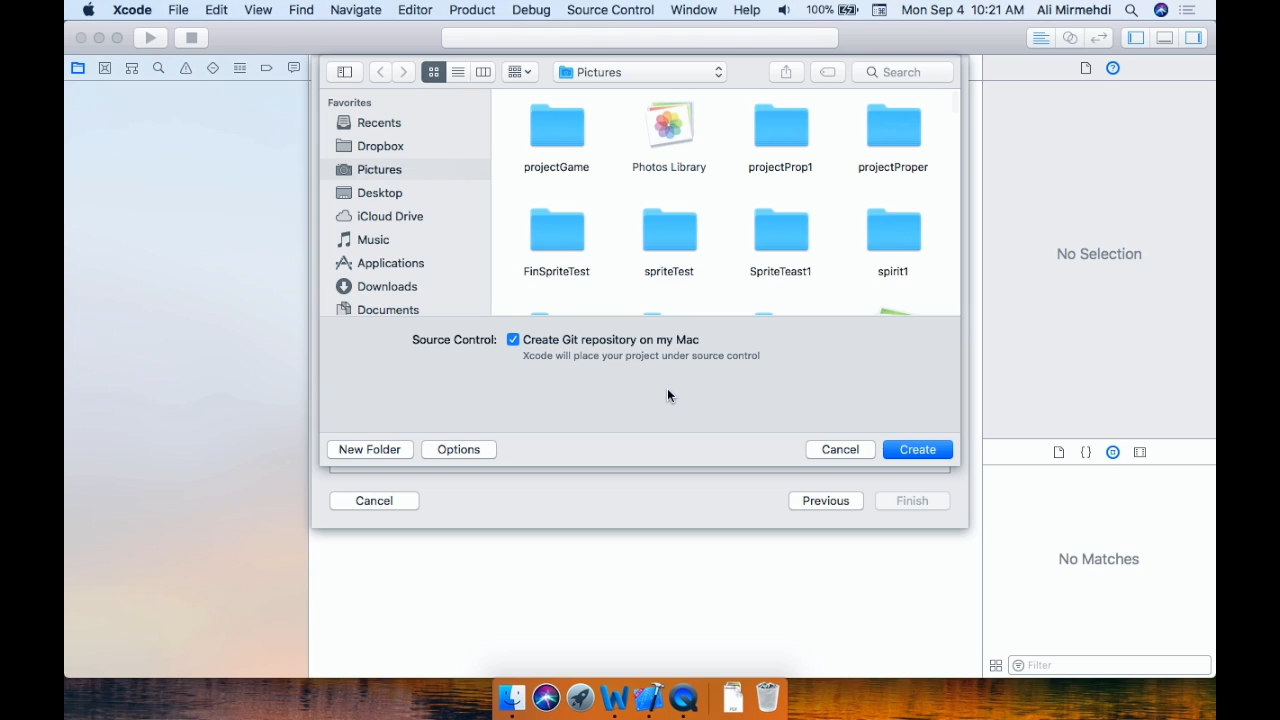 Xcode File Edit View Find Navigate Editor Product Debug Source Control Window Help 100% Mon Sep 4 10:21 AM Ali Mirmehdi
Pictures
Search
Favorites
Recents
Dropbox
Pictures
Desktop
iCloud Drive
Music
Applications
Downloads
Documents
projectGame Photos Library projectProp1 projectProper
FinSpriteTest spriteTest SpriteTeast1 spirit1
Source Control: Create Git repository on my Mac
Xcode will place your project under source control
New Folder Options Cancel Create
Cancel Previous Finish
No Selection
No Matches
Filter